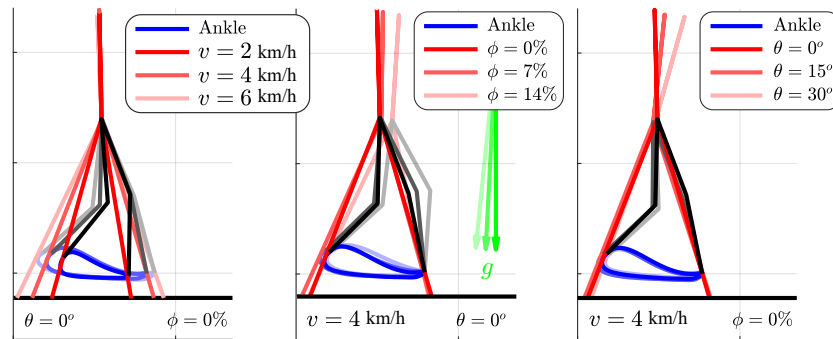 Ankle
v = 2 km/h
v = 4 km/h
v = 6 km/h
θ = 0°
ϕ = 0%
Ankle
ϕ = 0%
ϕ = 7%
ϕ = 14%
g
v = 4 km/h
θ = 0°
Ankle
θ = 0°
θ = 15°
θ = 30°
v = 4 km/h
ϕ = 0%